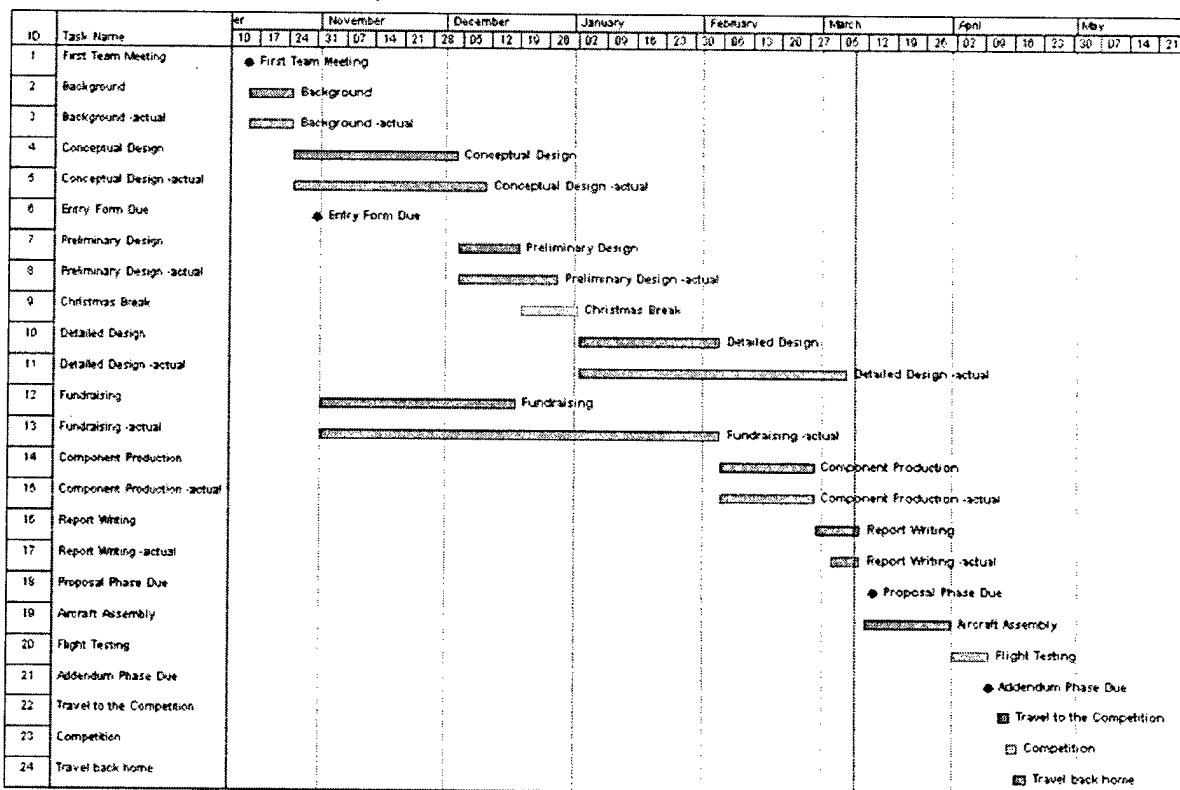 er November December January February March April May
ID Task Name 10 17 24 31 07 14 21 28 05 12 19 26 02 09 16 23 30 06 13 20 27 05 12 19 26 02 09 16 23 30 07 14 21
1 First Team Meeting First Team Meeting
2 Background Background
3 Background -actual Background -actual
4 Conceptual Design Conceptual Design
5 Conceptual Design -actual Conceptual Design -actual
6 Entry Form Due Entry Form Due
7 Preliminary Design Preliminary Design
8 Preliminary Design -actual Preliminary Design -actual
9 Christmas Break Christmas Break
10 Detailed Design Detailed Design
11 Detailed Design -actual Detailed Design -actual
12 Fundraising Fundraising
13 Fundraising -actual Fundraising -actual
14 Component Production Component Production
15 Component Production -actual Component Production -actual
16 Report Writing Report Writing
17 Report Writing -actual Report Writing -actual
18 Proposal Phase Due Proposal Phase Due
19 Aircraft Assembly Aircraft Assembly
20 Flight Testing Flight Testing
21 Addendum Phase Due Addendum Phase Due
22 Travel to the Competition Travel to the Competition
23 Competition Competition
24 Travel back home Travel back home